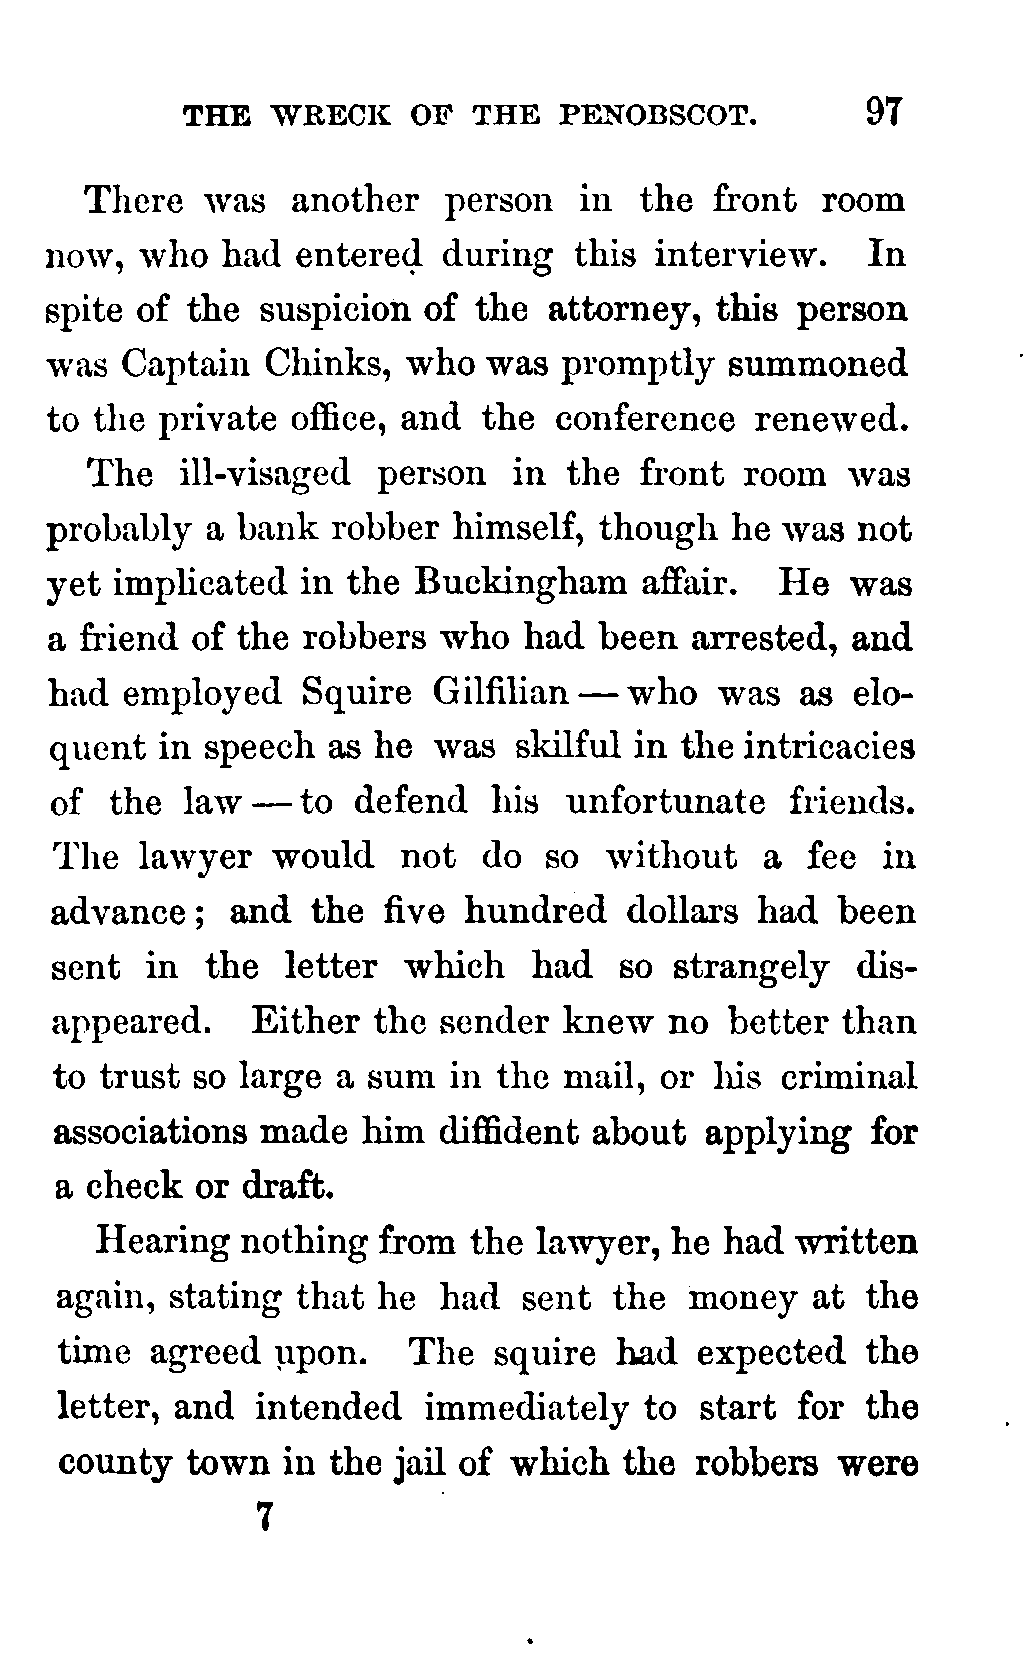 THE WRECK OF THE PENOBSCOT. 97
There was another person in the front room
now, who had entered during this interview. In
spite of the suspicion of the attorney, this person
was Captain Chinks, who was promptly summoned
to the private office, and the conference renewed.
The ill-visaged person in the front room was
probably a bank robber himself, though he was not
yet implicated in the Buckingham affair. He was
a friend of the robbers who had been arrested, and
had employed Squire Gilfilian — who was as elo-
quent in speech as he was skilful in the intricacies
of the law — to defend his unfortunate friends.
The lawyer would not do so without a fee in
advance; and the five hundred dollars had been
sent in the letter which had so strangely dis-
appeared. Either the sender knew no better than
to trust so large a sum in the mail, or his criminal
associations made him diffident about applying for
a check or draft.
Hearing nothing from the lawyer, he had written
again, stating that he had sent the money at the
time agreed upon. The squire had expected the
letter, and intended immediately to start for the
county town in the jail of which the robbers were
7